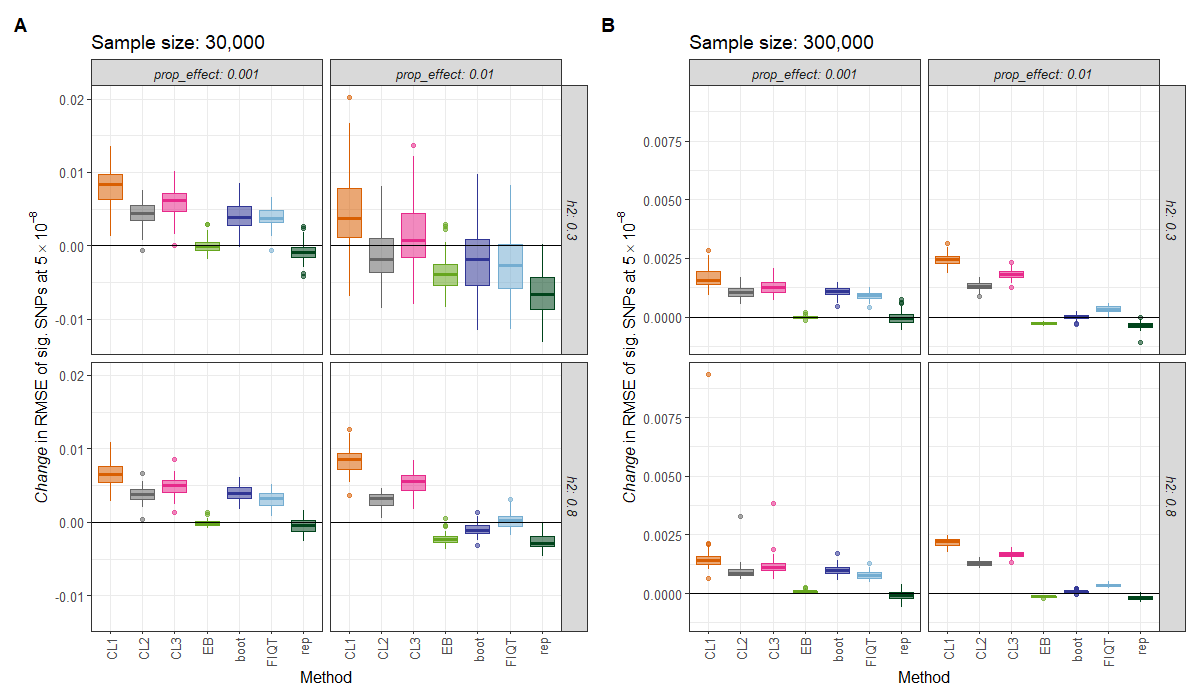 A
Sample size: 30,000
prop_effect: 0.001
prop_effect: 0.01
Change in RMSE of sig. SNPs at 5 × 10⁻⁸
0.02
0.01
0.00
-0.01
h2: 0.3
0.02
0.01
0.00
-0.01
h2: 0.8
CL1
CL2
CL3
EB
boot
FIQT
rep
CL1
CL2
CL3
EB
boot
FIQT
rep
Method
B
Sample size: 300,000
prop_effect: 0.001
prop_effect: 0.01
Change in RMSE of sig. SNPs at 5 × 10⁻⁸
0.0075
0.0050
0.0025
0.0000
h2: 0.3
0.0075
0.0050
0.0025
0.0000
h2: 0.8
CL1
CL2
CL3
EB
boot
FIQT
rep
CL1
CL2
CL3
EB
boot
FIQT
rep
Method